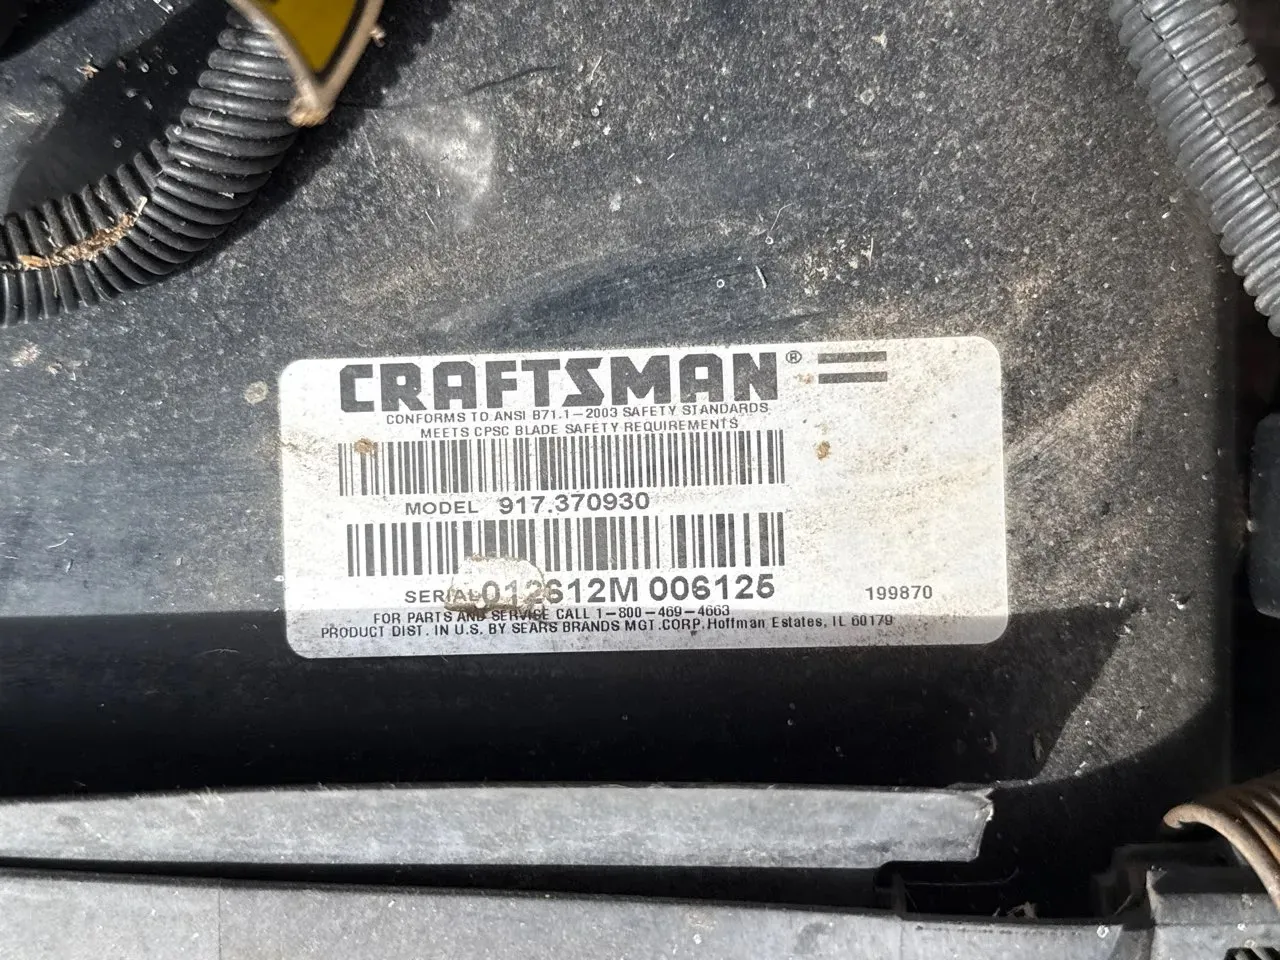 CRAFTSMAN®
CONFORMS TO ANSI B71.1-2003 SAFETY STANDARDS
MEETS CPSC BLADE SAFETY REQUIREMENTS
MODEL 917.370930
SERIAL 012612M 006125
199870
FOR PARTS AND SERVICE CALL 1-800-469-4663
PRODUCT DIST. IN U.S. BY SEARS BRANDS MGT.CORP. Hoffman Estates, IL 60179